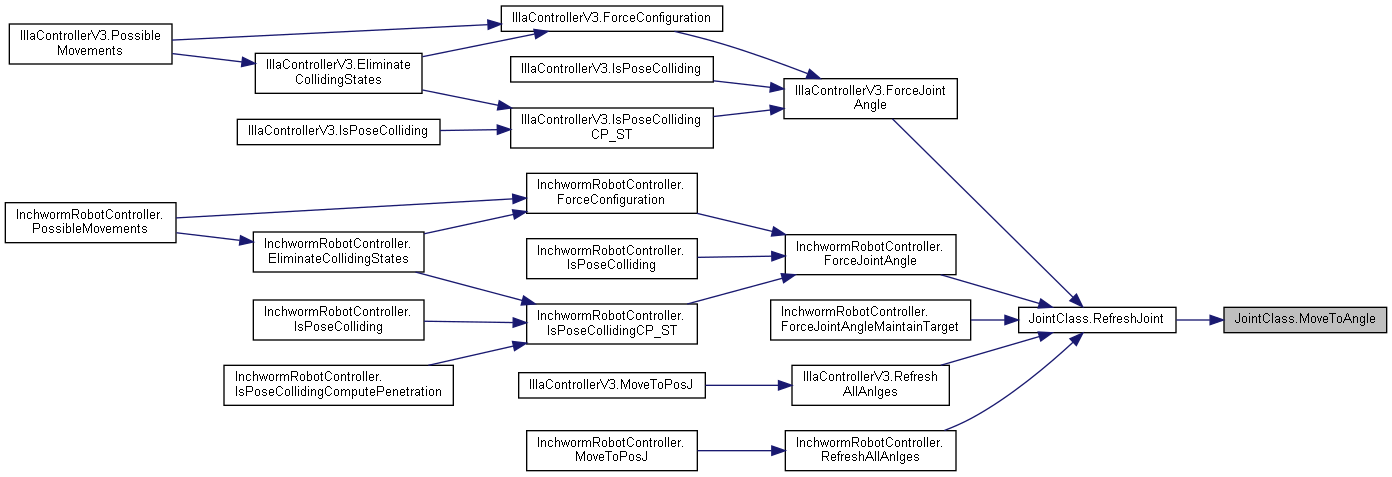 IllaControllerV3.Possible
Movements
IllaControllerV3.ForceConfiguration
IllaControllerV3.Eliminate
CollidingStates
IllaControllerV3.IsPoseColliding
IllaControllerV3.ForceJoint
Angle
IllaControllerV3.IsPoseColliding
IllaControllerV3.IsPoseColliding
CP_ST
InchwormRobotController.
PossibleMovements
InchwormRobotController.
ForceConfiguration
InchwormRobotController.
EliminateCollidingStates
InchwormRobotController.
IsPoseColliding
InchwormRobotController.
ForceJointAngle
InchwormRobotController.
IsPoseColliding
InchwormRobotController.
IsPoseCollidingCP_ST
InchwormRobotController.
ForceJointAngleMaintainTarget
JointClass.RefreshJoint
JointClass.MoveToAngle
InchwormRobotController.
IsPoseCollidingComputePenetration
IllaControllerV3.MoveToPosJ
IllaControllerV3.Refresh
AllAnlges
InchwormRobotController.
MoveToPosJ
InchwormRobotController.
RefreshAllAnlges